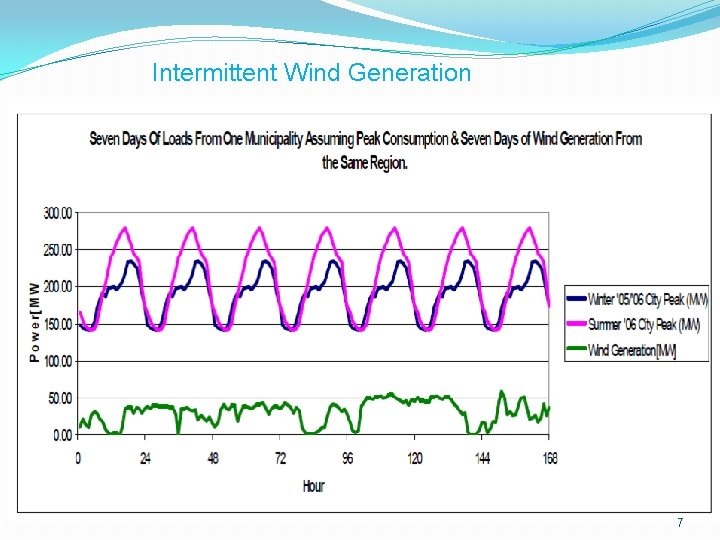 Intermittent Wind Generation
Seven Days Of Loads From One Municipality Assuming Peak Consumption & Seven Days of Wind Generation From
the Same Region.
300.00
250.00
200.00
150.00
100.00
50.00
0.00
Power[MW
0 24 48 72 96 120 144 168
Hour
Winter '05/'06 City Peak (MW)
Summer '06 City Peak (MW)
Wind Generation[MW]
7